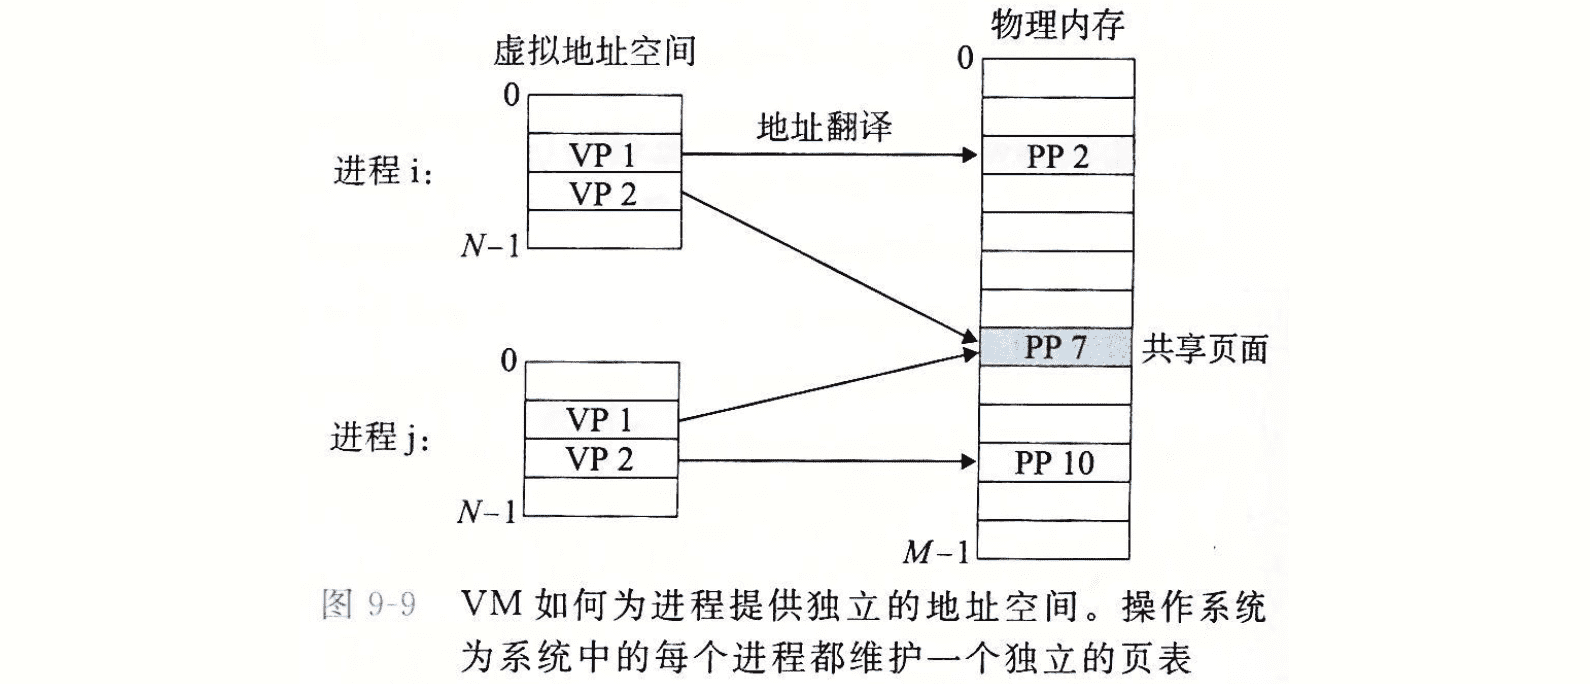 虚拟地址空间
物理内存
0
0
地址翻译
进程 i:
VP 1
PP 2
VP 2
N-1
0
PP 7
共享页面
进程 j:
VP 1
VP 2
PP 10
N-1
M-1
图 9-9 VM 如何为进程提供独立的地址空间。操作系统
为系统中的每个进程都维护一个独立的页表